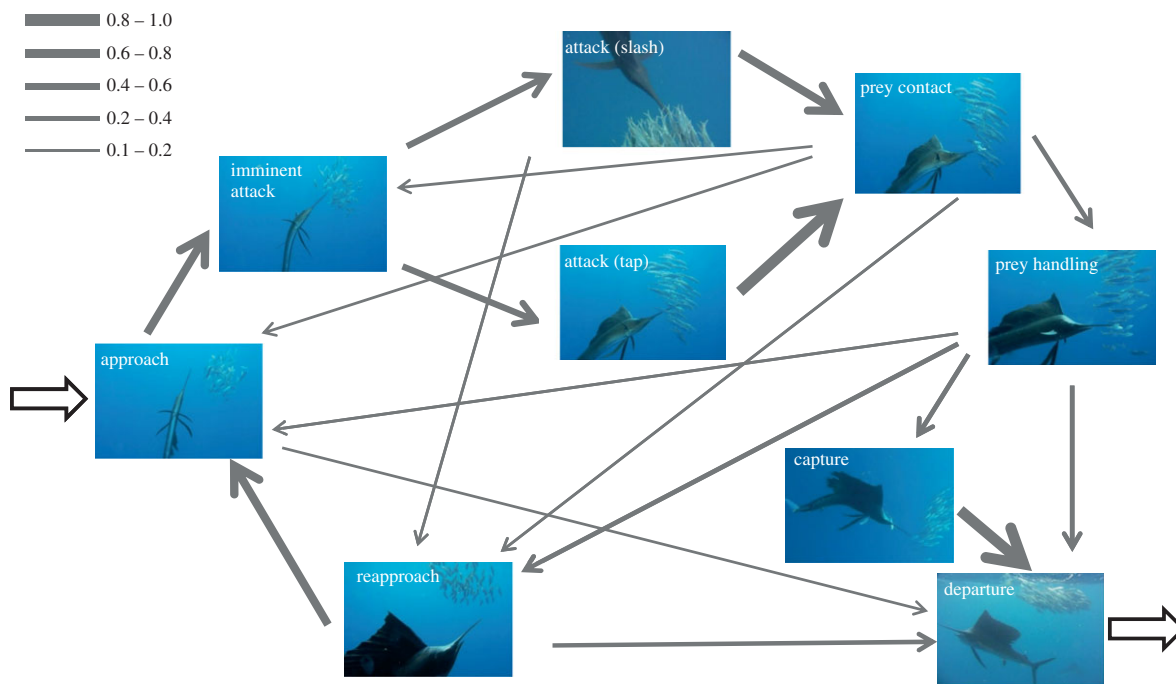 0.8 – 1.0
0.6 – 0.8
0.4 – 0.6
0.2 – 0.4
0.1 – 0.2
attack (slash)
prey contact
imminent
attack
attack (tap)
prey handling
approach
capture
reapproach
departure